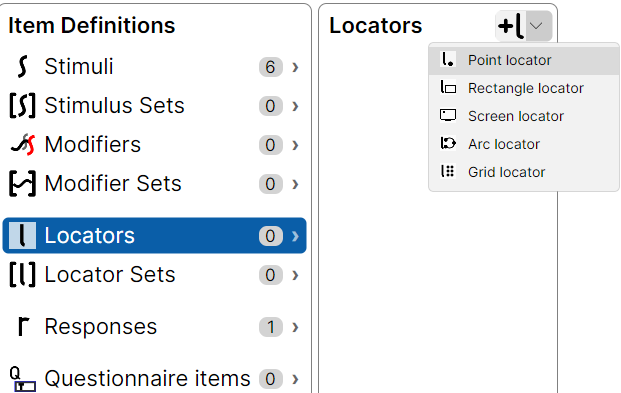 Item Definitions
Stimuli 6
Stimulus Sets 0
Modifiers 0
Modifier Sets 0
Locators 0
Locator Sets 0
Responses 1
Questionnaire items 0
Locators
Point locator
Rectangle locator
Screen locator
Arc locator
Grid locator